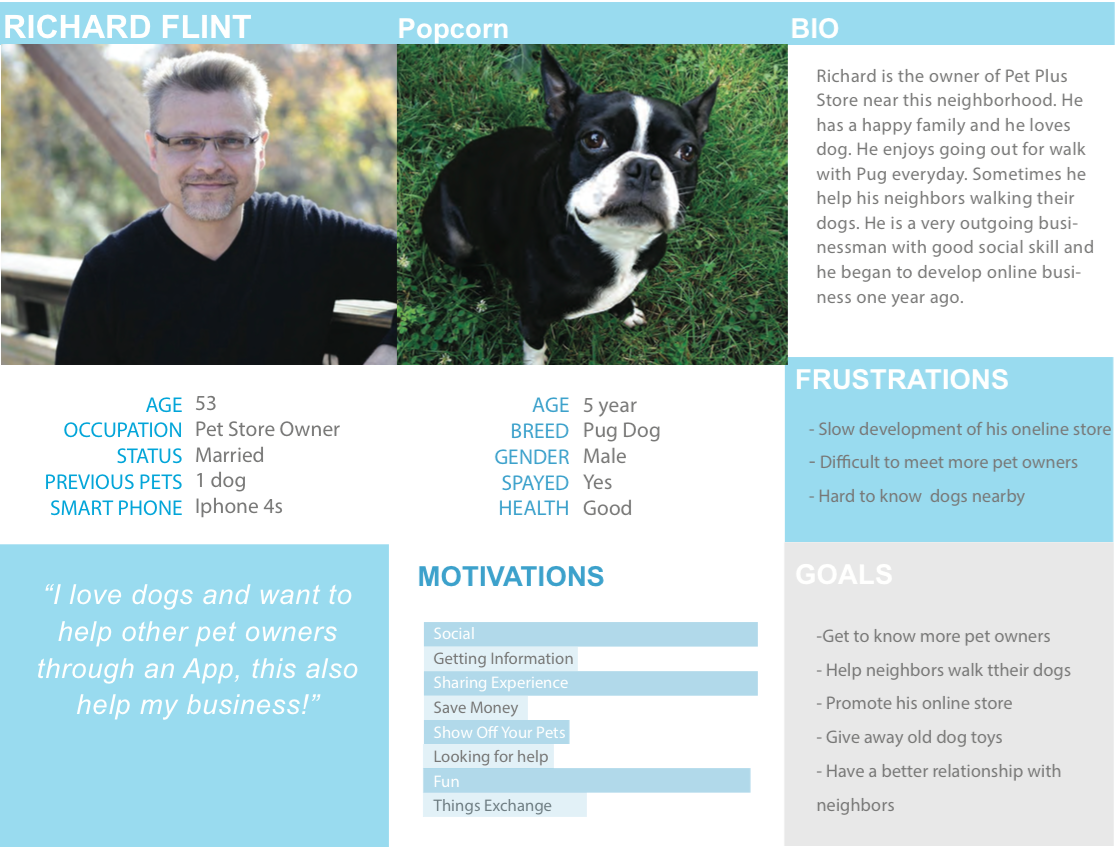 RICHARD FLINT
Popcorn
BIO
Richard is the owner of Pet Plus
Store near this neighborhood. He
has a happy family and he loves
dog. He enjoys going out for walk
with Pug everyday. Sometimes he
help his neighbors walking their
dogs. He is a very outgoing busi-
nessman with good social skill and
he began to develop online busi-
ness one year ago.
AGE 53
OCCUPATION Pet Store Owner
STATUS Married
PREVIOUS PETS 1 dog
SMART PHONE Iphone 4s
AGE 5 year
BREED Pug Dog
GENDER Male
SPAYED Yes
HEALTH Good
FRUSTRATIONS
- Slow development of his oneline store
- Difficult to meet more pet owners
- Hard to know dogs nearby
“I love dogs and want to
help other pet owners
through an App, this also
help my business!”
MOTIVATIONS
Social
Getting Information
Sharing Experience
Save Money
Show Off Your Pets
Looking for help
Fun
Things Exchange
GOALS
-Get to know more pet owners
- Help neighbors walk ttheir dogs
- Promote his online store
- Give away old dog toys
- Have a better relationship with
neighbors